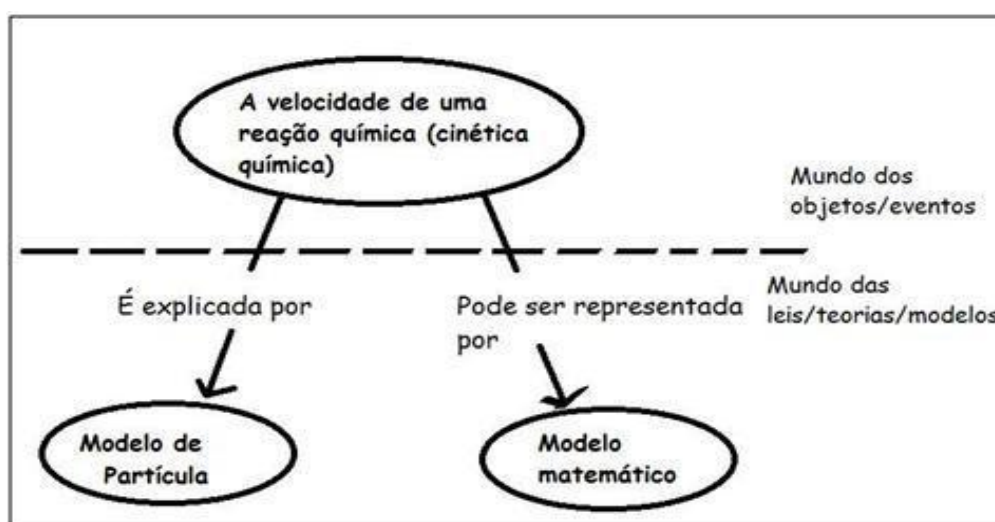 A velocidade de uma
reação química (cinética
química)
Mundo dos
objetos/eventos
Mundo das
leis/teorias/modelos
É explicada por
Pode ser representada
por
Modelo de
Partícula
Modelo
matemático